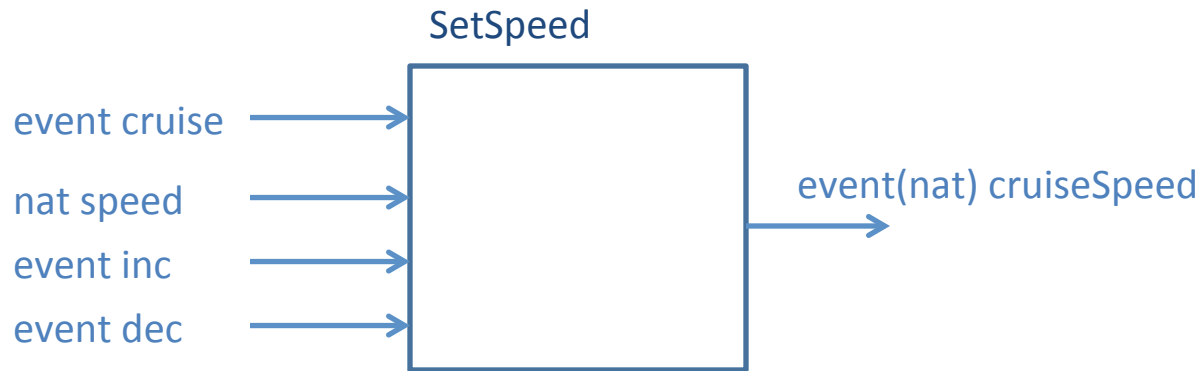 SetSpeed
event cruise
nat speed
event inc
event dec
event(nat) cruiseSpeed